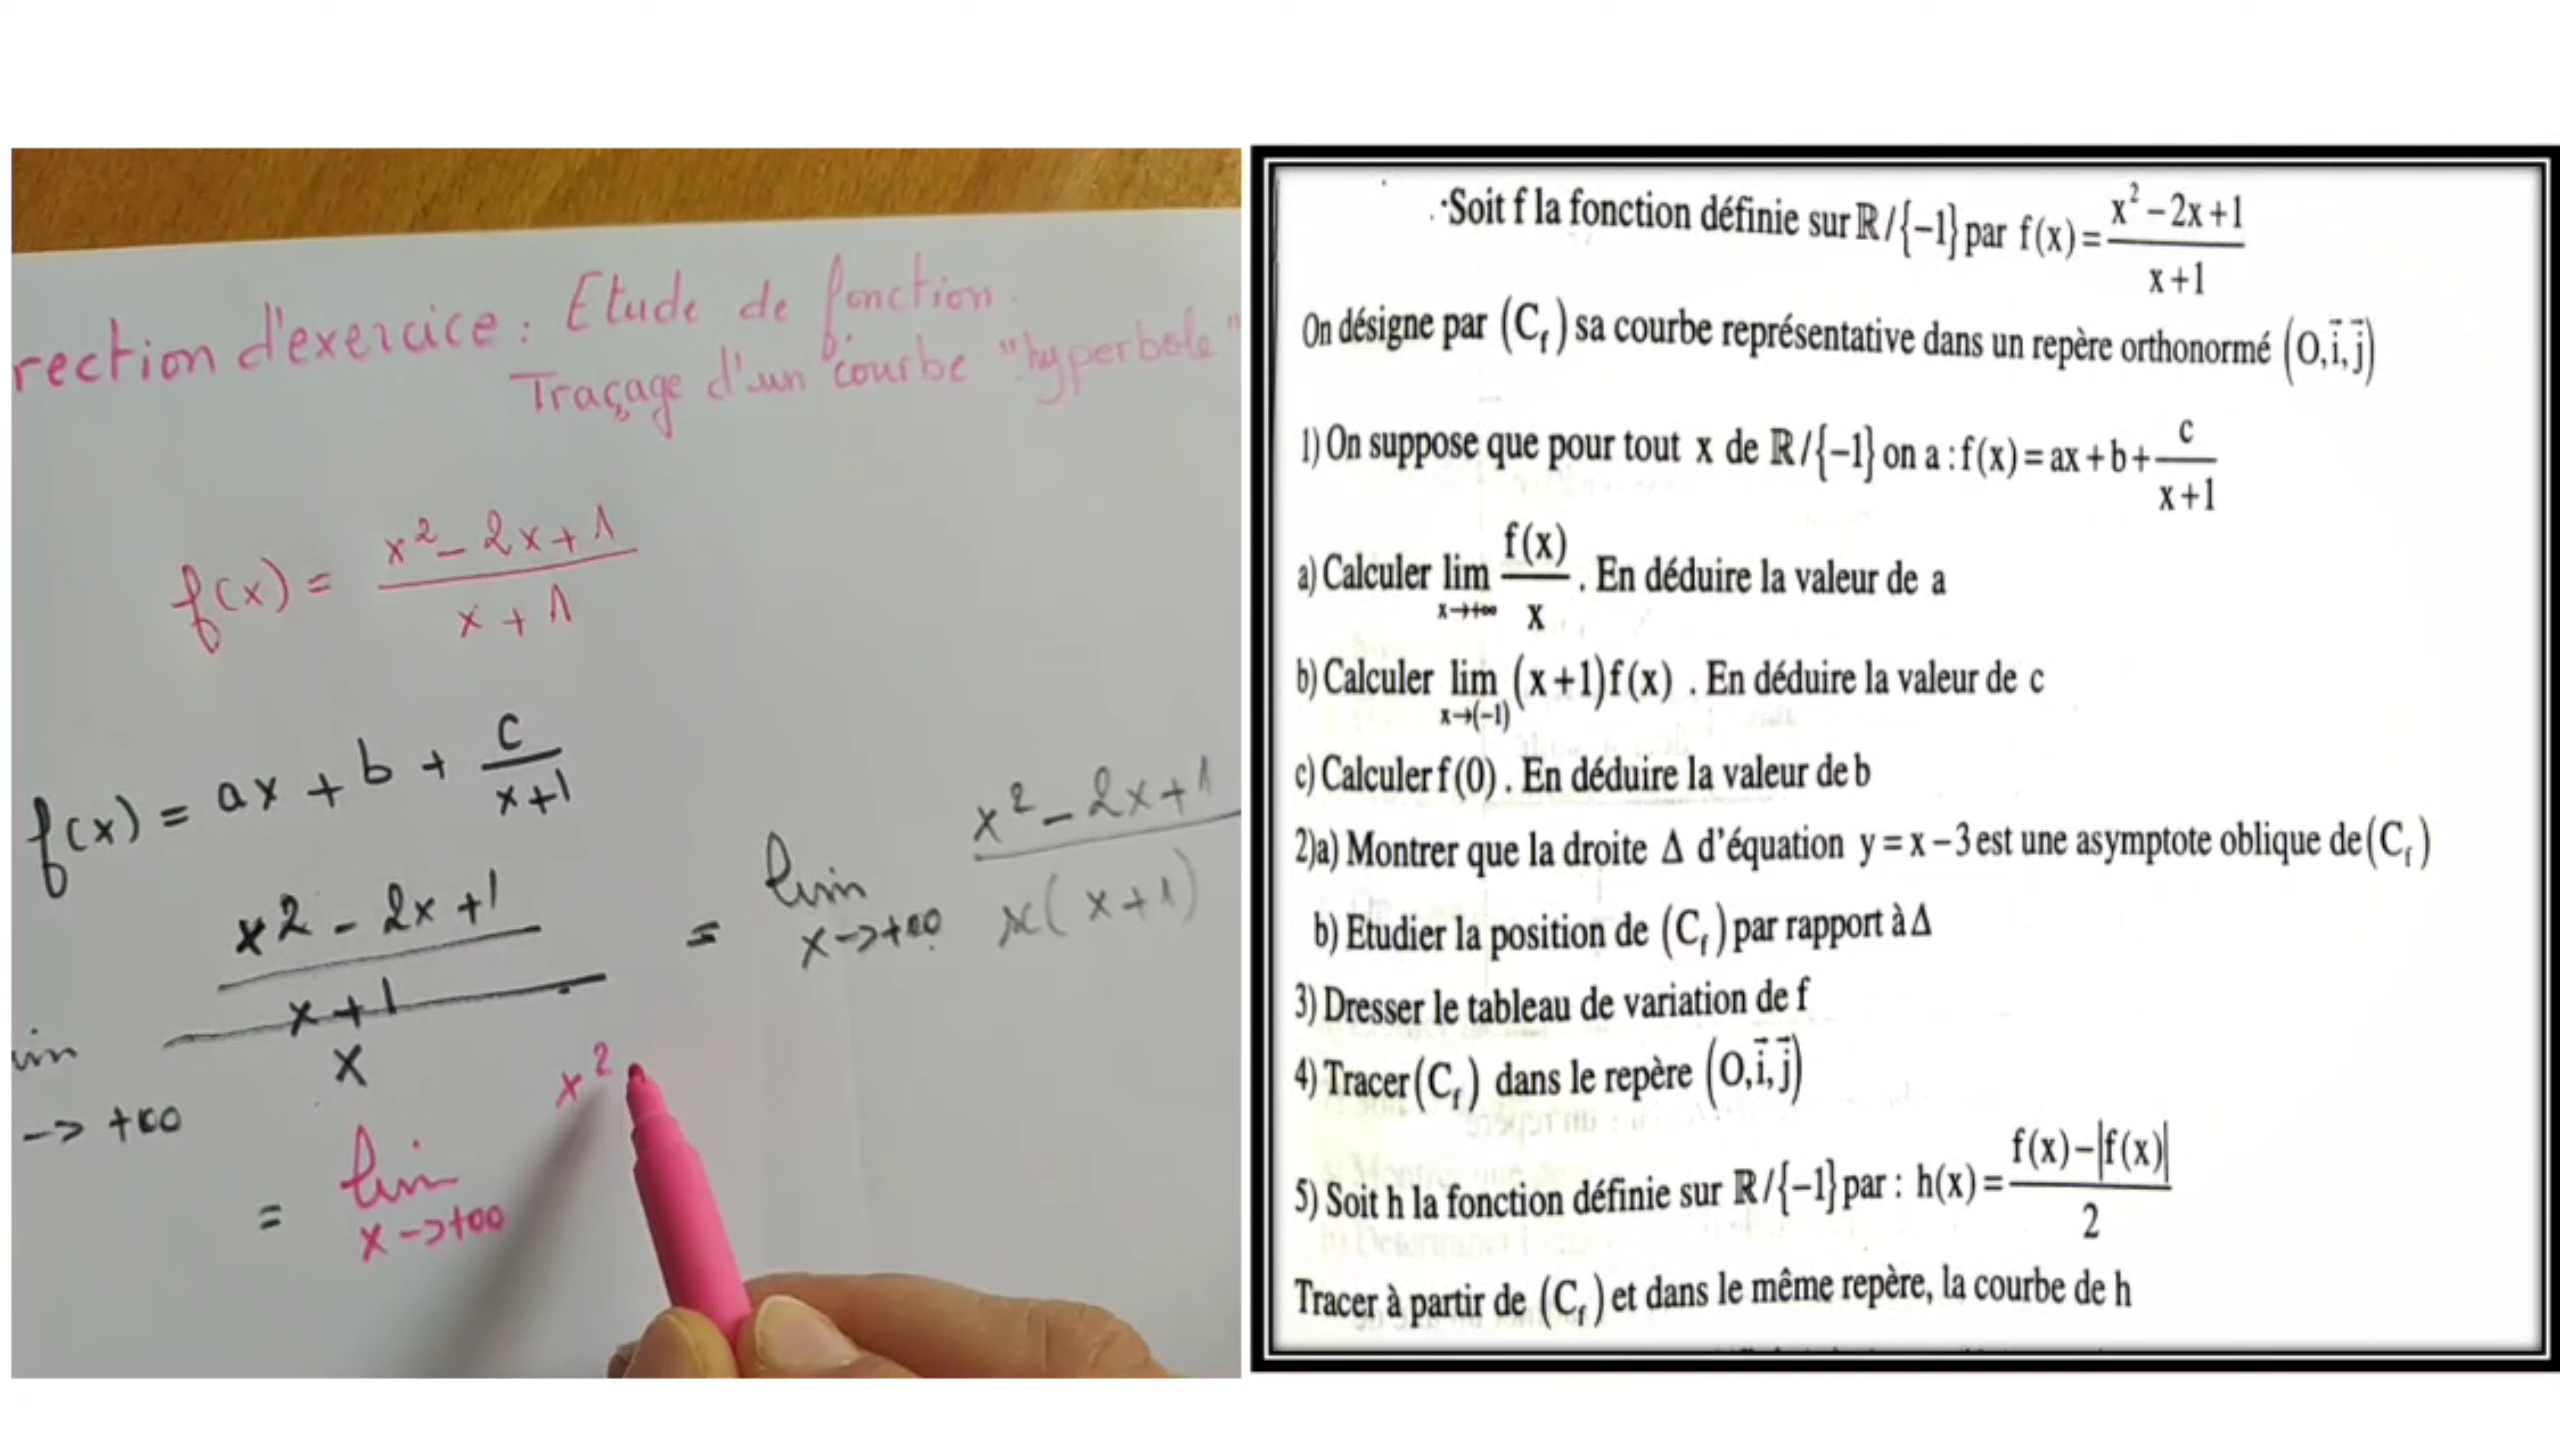 rection d'exercice : Etude de fonction.
Traçage d'un courbe "hyperbole"
f(x) = (x² - 2x + 1)/(x + 1)
f(x) = ax + b + c/(x+1)
im x -> +∞ ((x² - 2x + 1)/(x + 1))/x = lim x->+∞ (x² - 2x + 1)/(x(x+1))
= lim x->+∞ x²
Soit f la fonction définie sur ℝ/{−1} par f(x) = (x² − 2x + 1)/(x + 1)
On désigne par (C_f) sa courbe représentative dans un repère orthonormé (O, i⃗, j⃗)
1) On suppose que pour tout x de ℝ/{−1} on a : f(x) = ax + b + c/(x + 1)
a) Calculer lim x→+∞ f(x)/x . En déduire la valeur de a
b) Calculer lim x→(−1) (x+1)f(x) . En déduire la valeur de c
c) Calculer f(0). En déduire la valeur de b
2)a) Montrer que la droite Δ d'équation y = x − 3 est une asymptote oblique de (C_f)
b) Etudier la position de (C_f) par rapport à Δ
3) Dresser le tableau de variation de f
4) Tracer (C_f) dans le repère (O, i⃗, j⃗)
5) Soit h la fonction définie sur ℝ/{−1} par : h(x) = (f(x) − |f(x)|)/2
Tracer à partir de (C_f) et dans le même repère, la courbe de h